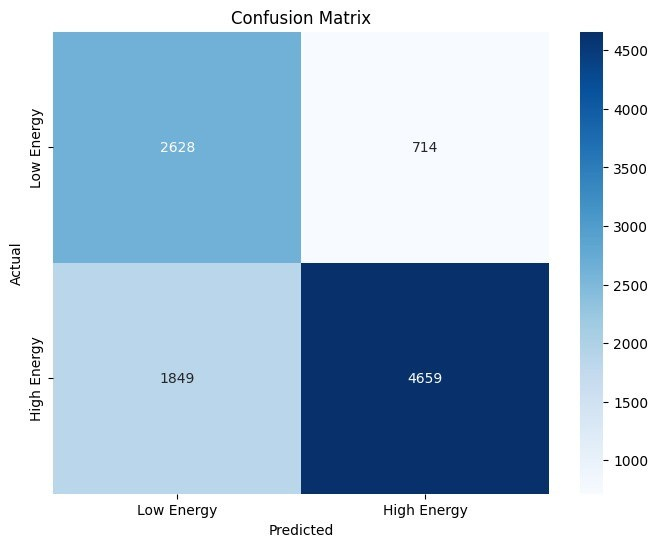 Confusion Matrix
Actual
Low Energy
High Energy
2628 714
1849 4659
Low Energy High Energy
Predicted
4500
4000
3500
3000
2500
2000
1500
1000